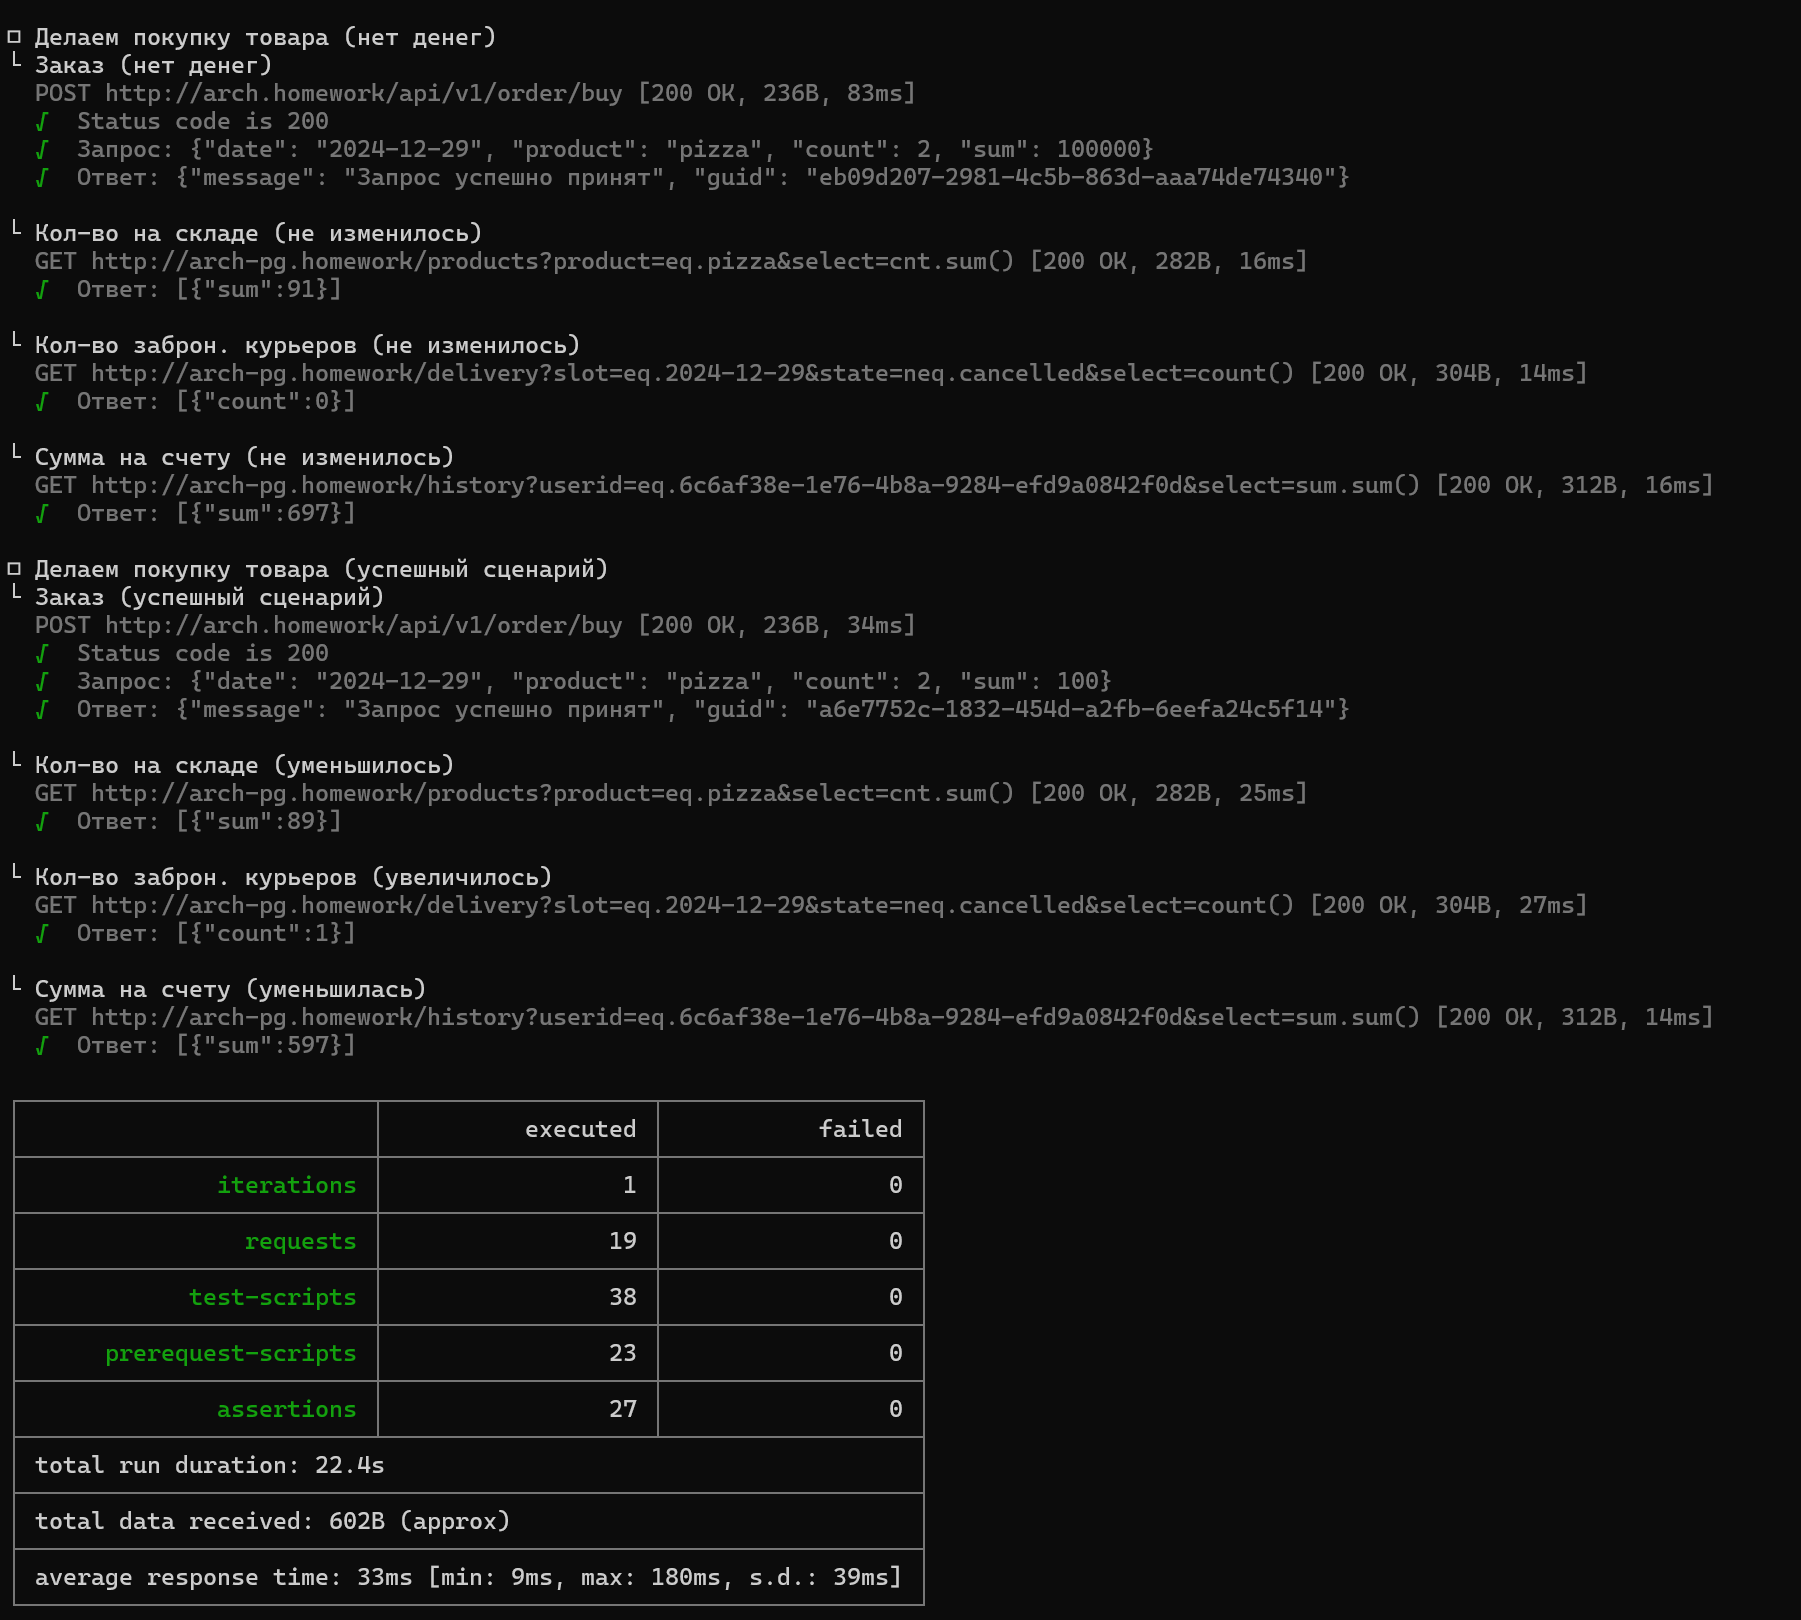 □ Делаем покупку товара (нет денег)
└ Заказ (нет денег)
POST http://arch.homework/api/v1/order/buy [200 OK, 236B, 83ms]
√ Status code is 200
√ Запрос: {"date": "2024-12-29", "product": "pizza", "count": 2, "sum": 100000}
√ Ответ: {"message": "Запрос успешно принят", "guid": "eb09d207-2981-4c5b-863d-aaa74de74340"}
└ Кол-во на складе (не изменилось)
GET http://arch-pg.homework/products?product=eq.pizza&select=cnt.sum() [200 OK, 282B, 16ms]
√ Ответ: [{"sum":91}]
└ Кол-во заброн. курьеров (не изменилось)
GET http://arch-pg.homework/delivery?slot=eq.2024-12-29&state=neq.cancelled&select=count() [200 OK, 304B, 14ms]
√ Ответ: [{"count":0}]
└ Сумма на счету (не изменилось)
GET http://arch-pg.homework/history?userid=eq.6c6af38e-1e76-4b8a-9284-efd9a0842f0d&select=sum.sum() [200 OK, 312B, 16ms]
√ Ответ: [{"sum":697}]
□ Делаем покупку товара (успешный сценарий)
└ Заказ (успешный сценарий)
POST http://arch.homework/api/v1/order/buy [200 OK, 236B, 34ms]
√ Status code is 200
√ Запрос: {"date": "2024-12-29", "product": "pizza", "count": 2, "sum": 100}
√ Ответ: {"message": "Запрос успешно принят", "guid": "a6e7752c-1832-454d-a2fb-6eefa24c5f14"}
└ Кол-во на складе (уменьшилось)
GET http://arch-pg.homework/products?product=eq.pizza&select=cnt.sum() [200 OK, 282B, 25ms]
√ Ответ: [{"sum":89}]
└ Кол-во заброн. курьеров (увеличилось)
GET http://arch-pg.homework/delivery?slot=eq.2024-12-29&state=neq.cancelled&select=count() [200 OK, 304B, 27ms]
√ Ответ: [{"count":1}]
└ Сумма на счету (уменьшилась)
GET http://arch-pg.homework/history?userid=eq.6c6af38e-1e76-4b8a-9284-efd9a0842f0d&select=sum.sum() [200 OK, 312B, 14ms]
√ Ответ: [{"sum":597}]
executed failed
iterations 1 0
requests 19 0
test-scripts 38 0
prerequest-scripts 23 0
assertions 27 0
total run duration: 22.4s
total data received: 602B (approx)
average response time: 33ms [min: 9ms, max: 180ms, s.d.: 39ms]